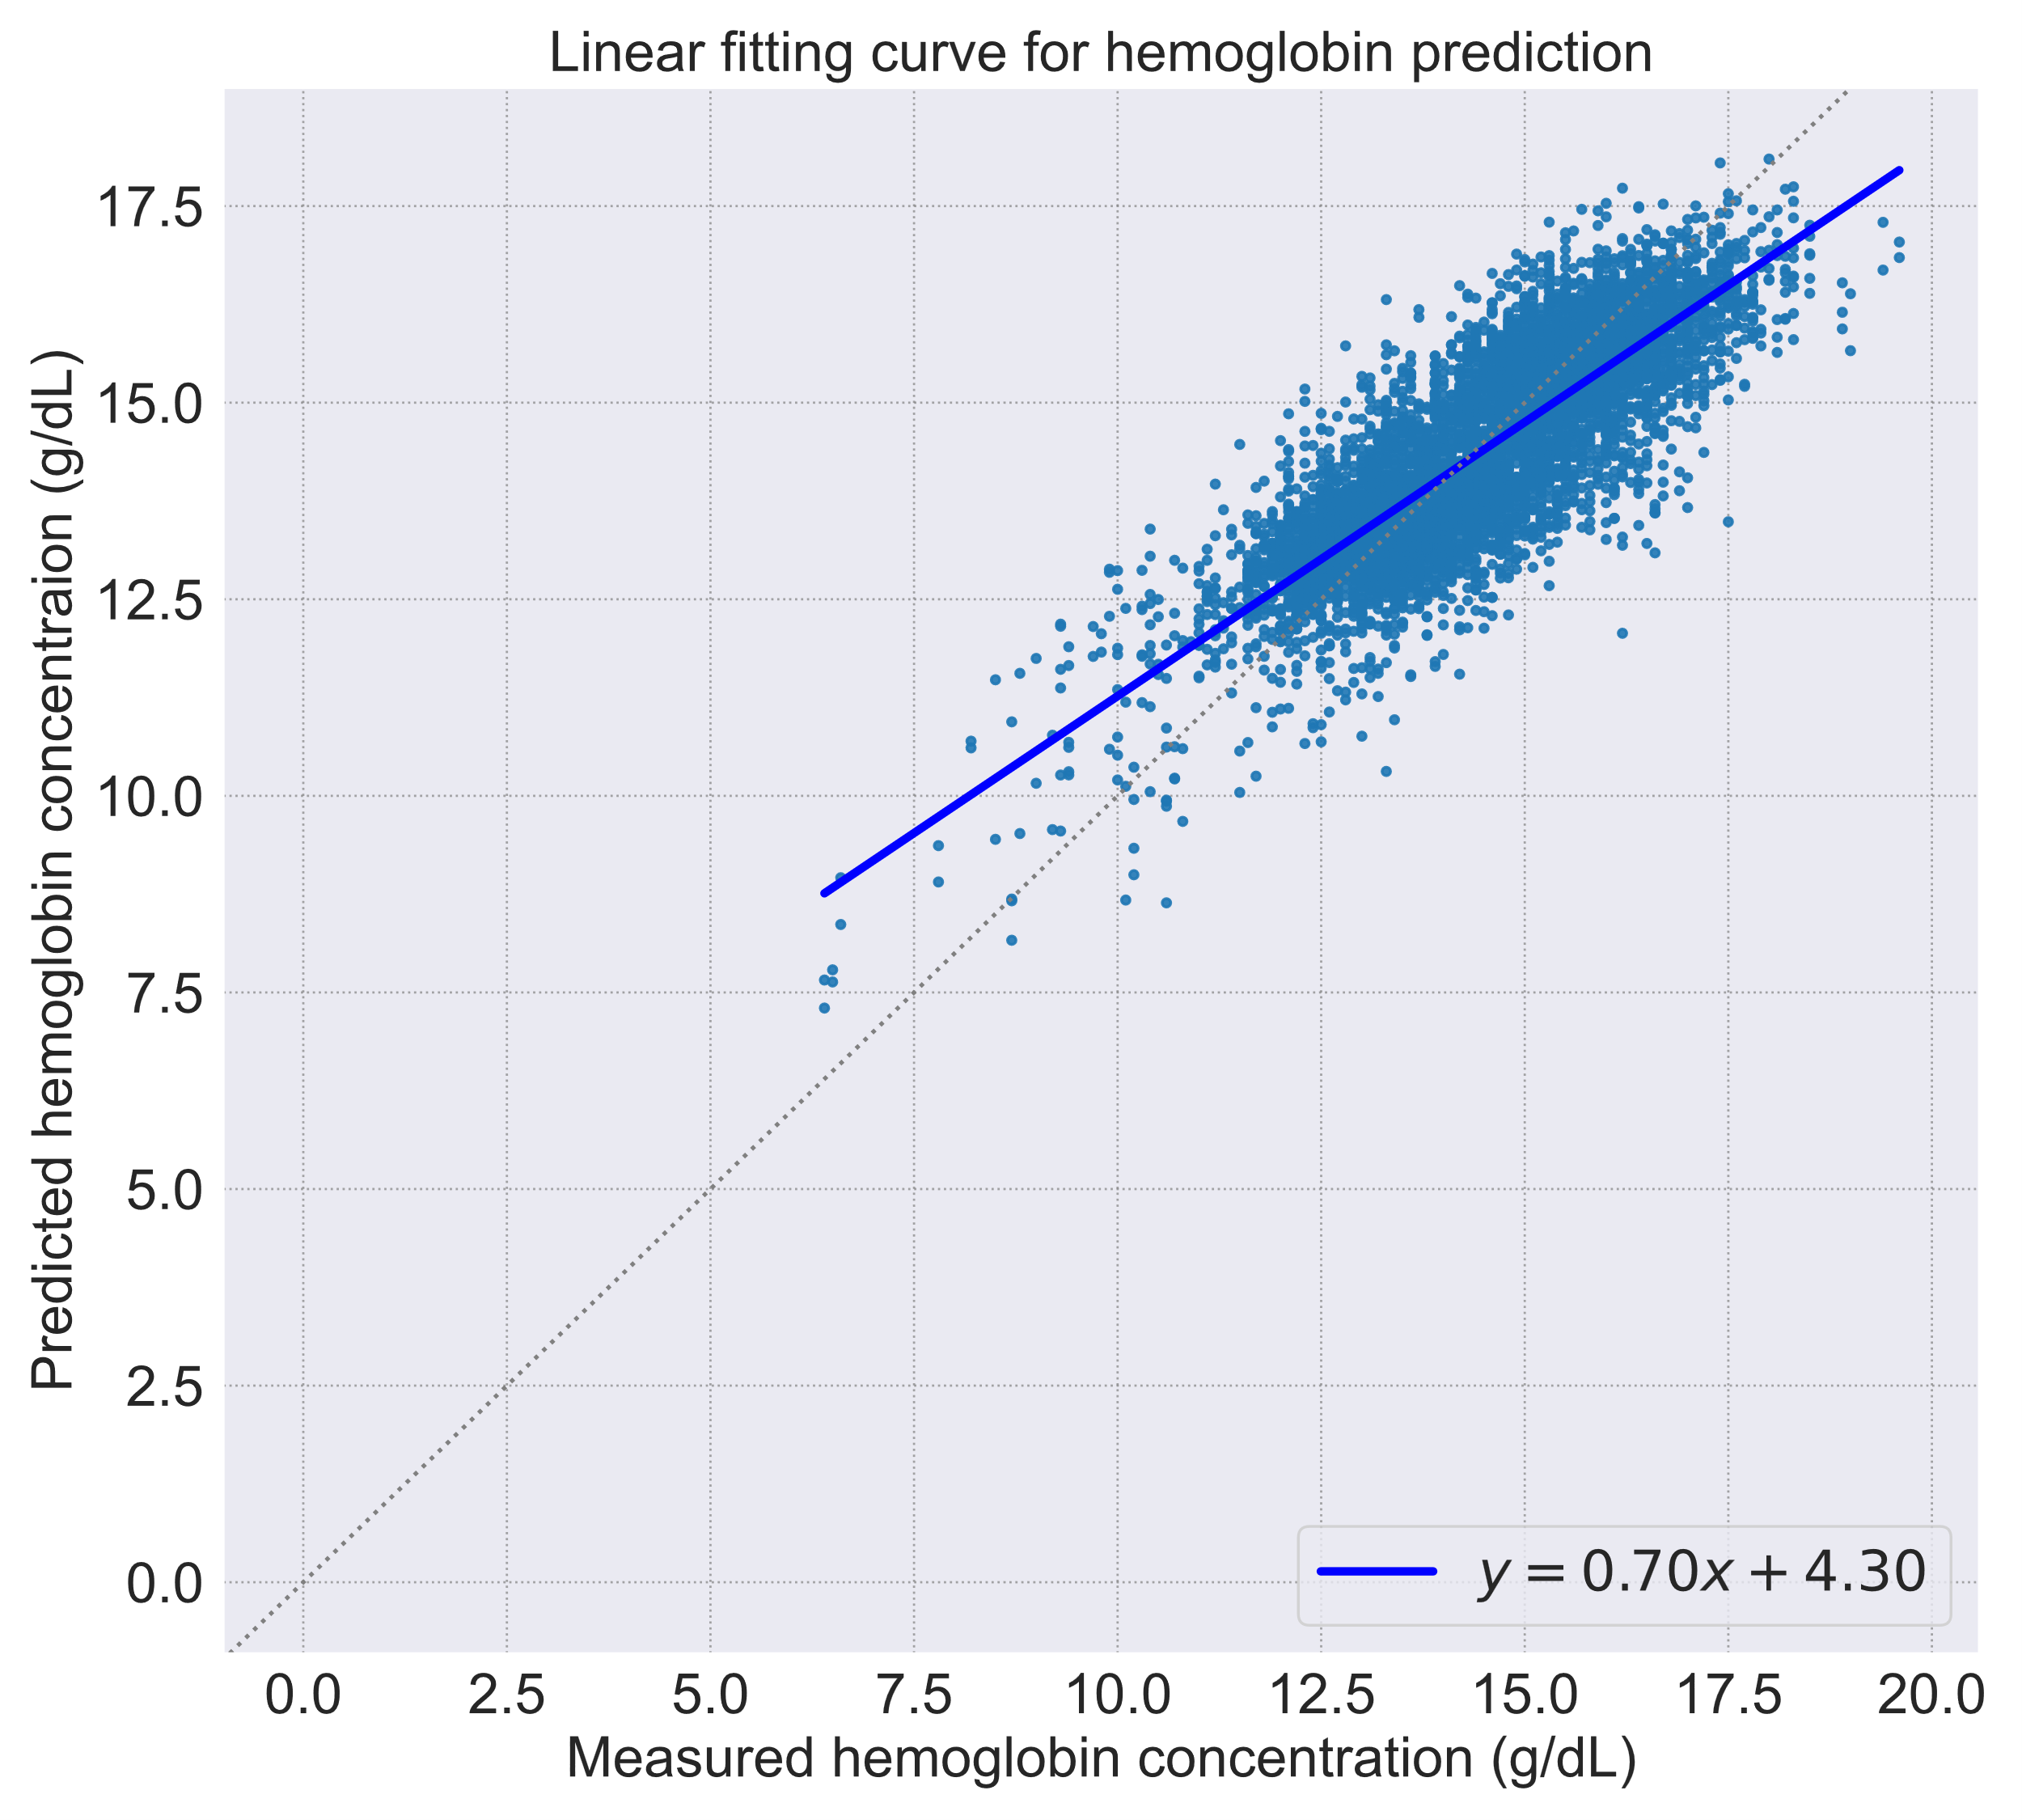 Linear fitting curve for hemoglobin prediction
Predicted hemoglobin concentraion (g/dL)
17.5
15.0
12.5
10.0
7.5
5.0
2.5
0.0
y = 0.70x + 4.30
0.0 2.5 5.0 7.5 10.0 12.5 15.0 17.5 20.0
Measured hemoglobin concentration (g/dL)